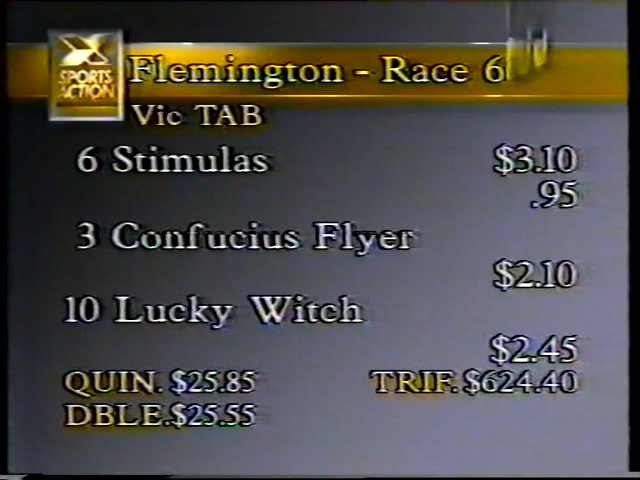 X
SPORTS
ACTION
Flemington - Race 6
Vic TAB
6 Stimulas $3.10
.95
3 Confucius Flyer
$2.10
10 Lucky Witch
$2.45
QUIN. $25.85 TRIF. $624.40
DBLE. $25.55